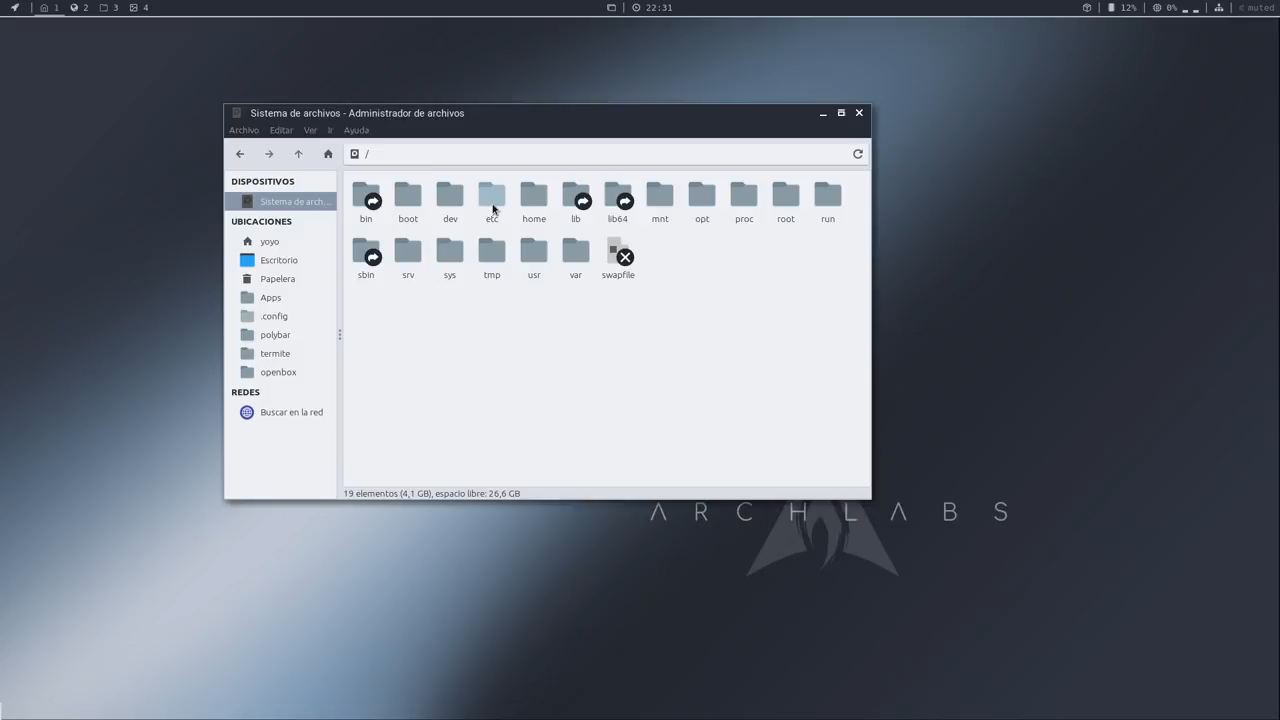 1 2 3 4 22:31 12% 0% muted
Sistema de archivos - Administrador de archivos
Archivo Editar Ver Ir Ayuda
/
DISPOSITIVOS
Sistema de arch...
UBICACIONES
yoyo
Escritorio
Papelera
Apps
.config
polybar
termite
openbox
REDES
Buscar en la red
bin boot dev etc home lib lib64 mnt opt proc root run
sbin srv sys tmp usr var swapfile
19 elementos (4,1 GB), espacio libre: 26,6 GB
ΛRCHLΛBS